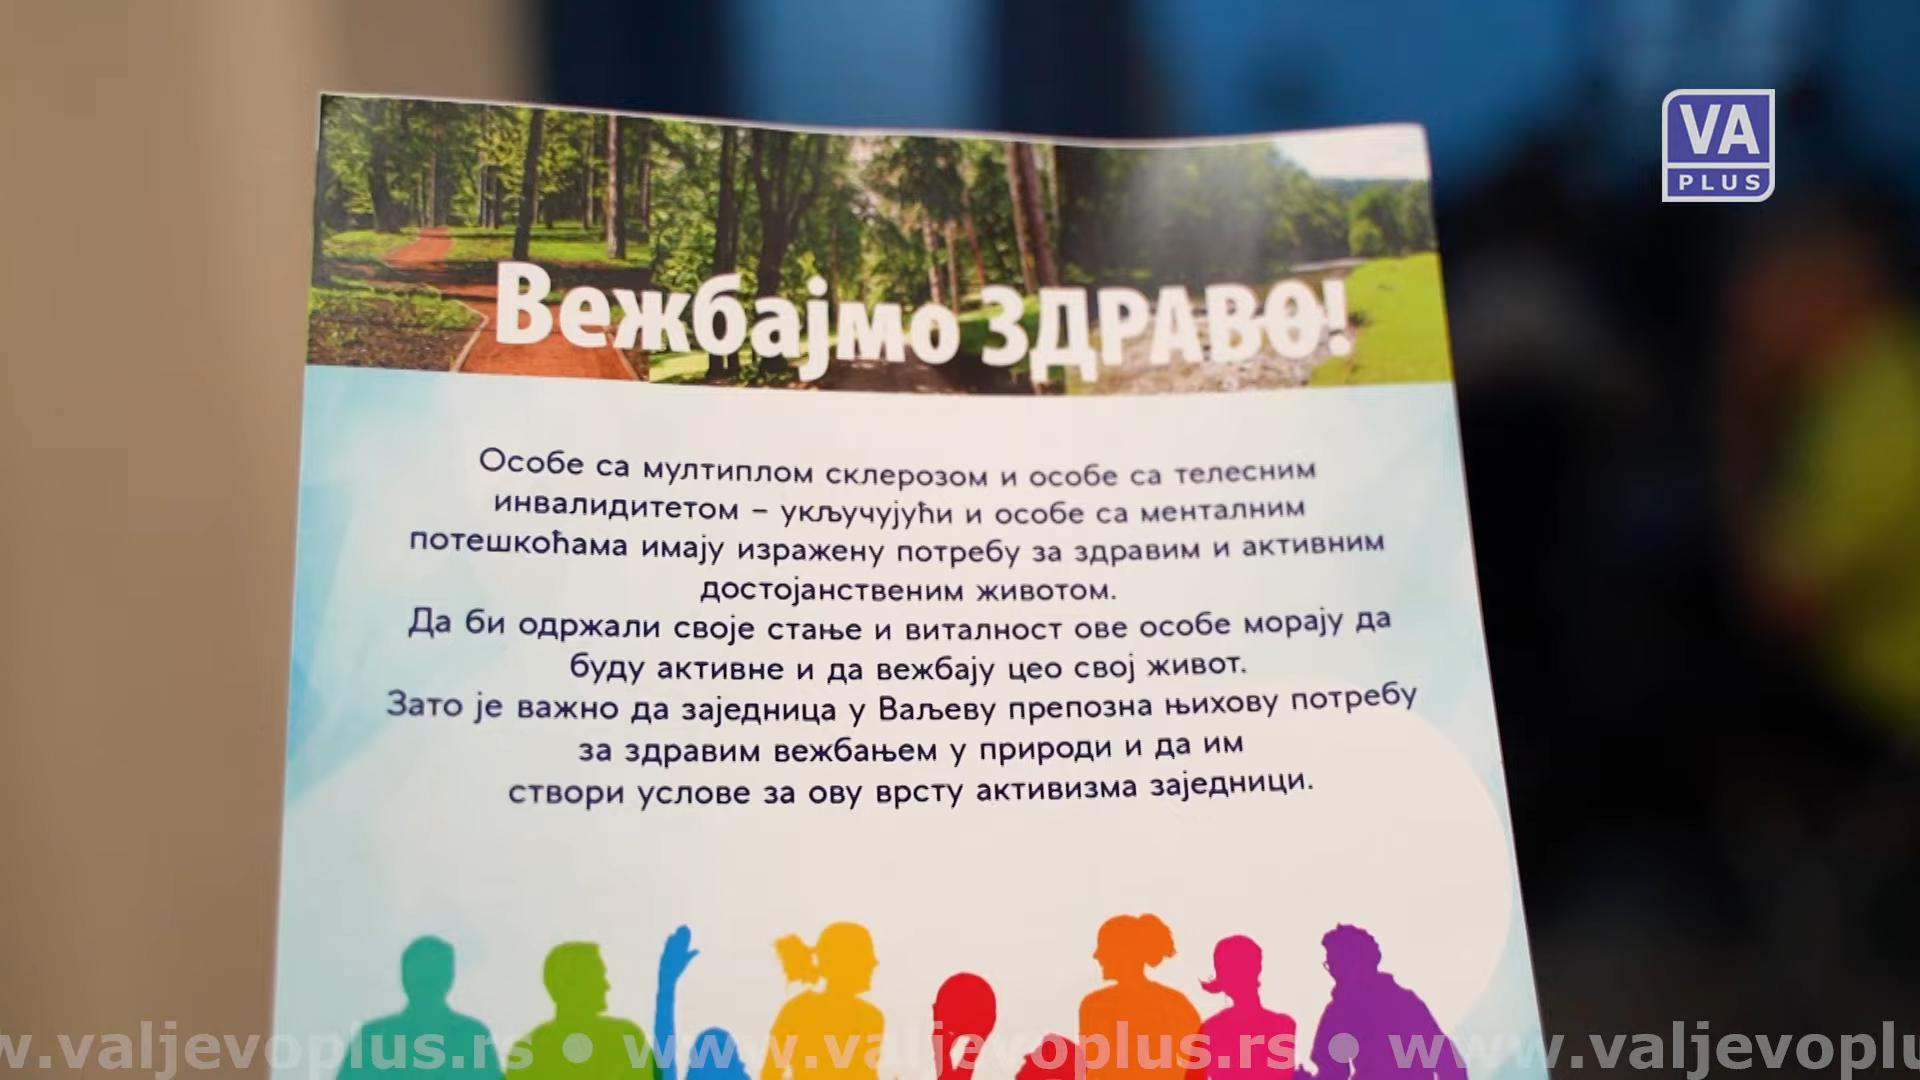 VA
PLUS
Вежбајмо ЗДРАВО!
Особе са мултиплом склерозом и особе са телесним
инвалидитетом – укључујући и особе са менталним
потешкоћама имају изражену потребу за здравим и активним
достојанственим животом.
Да би одржали своје стање и виталност ове особе морају да
буду активне и да вежбају цео свој живот.
Зато је важно да заједница у Ваљеву препозна њихову потребу
за здравим вежбањем у природи и да им
створи услове за ову врсту активизма заједници.
w.valjevoplus.rs ● www.valjevoplus.rs ● www.valjevoplu